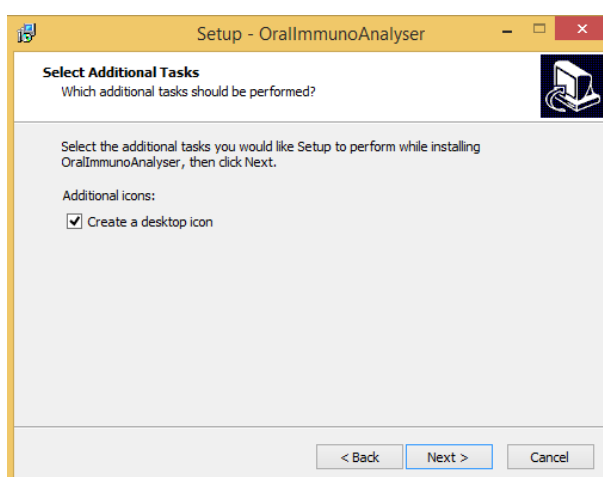 Setup - OralImmunoAnalyser
Select Additional Tasks
Which additional tasks should be performed?
Select the additional tasks you would like Setup to perform while installing
OralImmunoAnalyser, then click Next.
Additional icons:
Create a desktop icon
< Back Next > Cancel